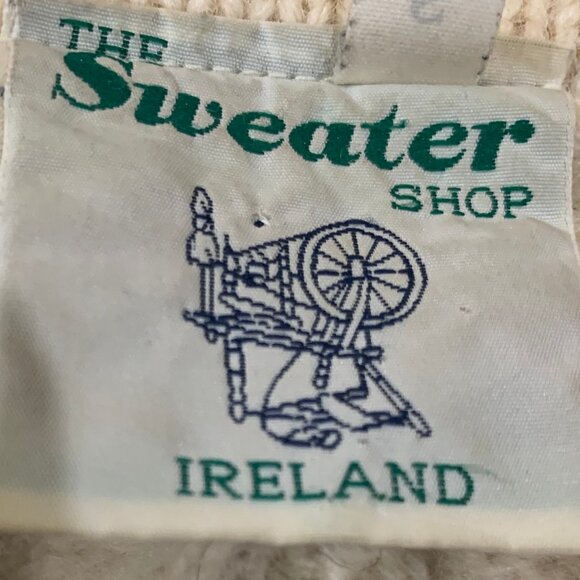 THE
Sweater
SHOP
IRELAND